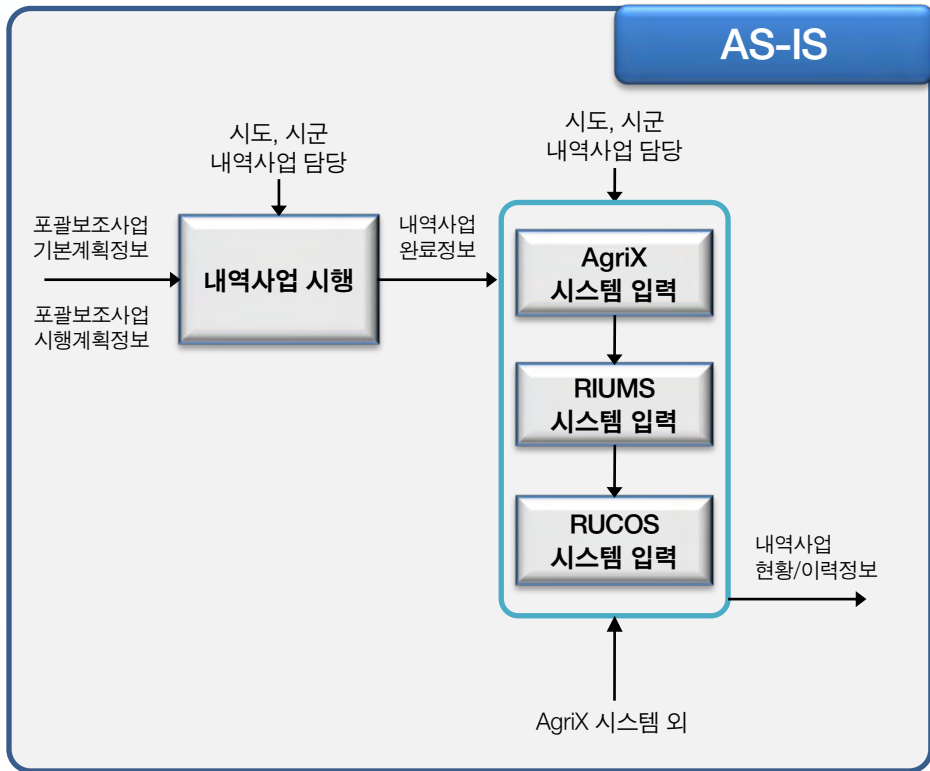 AS-IS
시도, 시군
내역사업 담당
시도, 시군
내역사업 담당
포괄보조사업
기본계획정보
포괄보조사업
시행계획정보
내역사업 시행
내역사업
완료정보
AgriX
시스템 입력
RIUMS
시스템 입력
RUCOS
시스템 입력
내역사업
현황/이력정보
AgriX 시스템 외